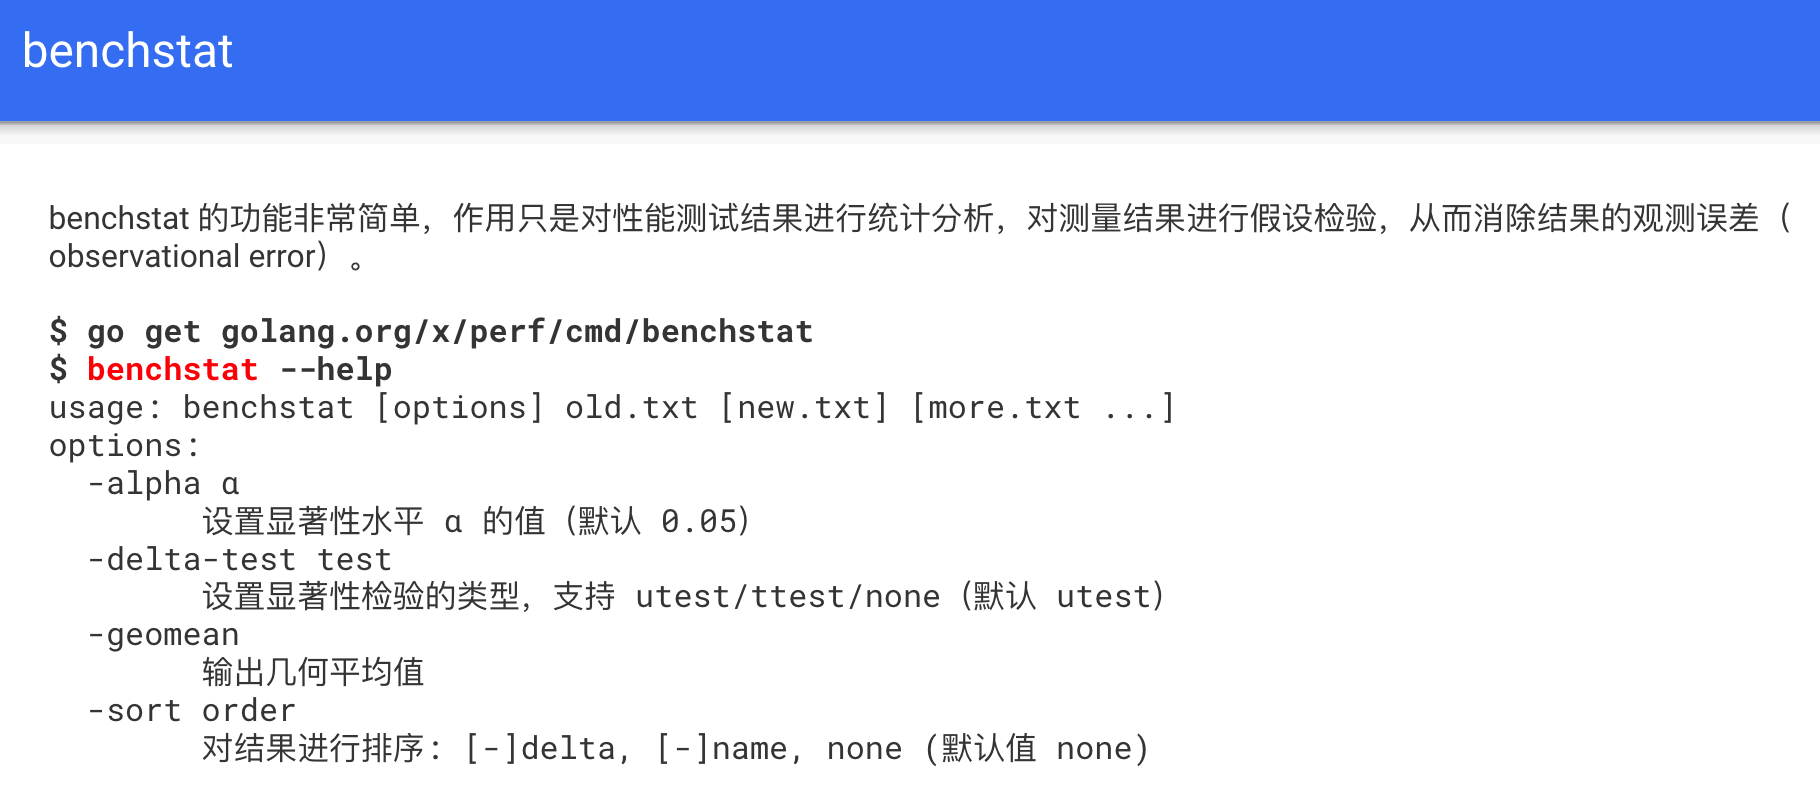 benchstat
benchstat 的功能非常简单，作用只是对性能测试结果进行统计分析，对测量结果进行假设检验，从而消除结果的观测误差（
observational error）。
$ go get golang.org/x/perf/cmd/benchstat
$ benchstat --help
usage: benchstat [options] old.txt [new.txt] [more.txt ...]
options:
-alpha α
设置显著性水平 α 的值（默认 0.05）
-delta-test test
设置显著性检验的类型，支持 utest/ttest/none（默认 utest）
-geomean
输出几何平均值
-sort order
对结果进行排序: [-]delta, [-]name, none (默认值 none)